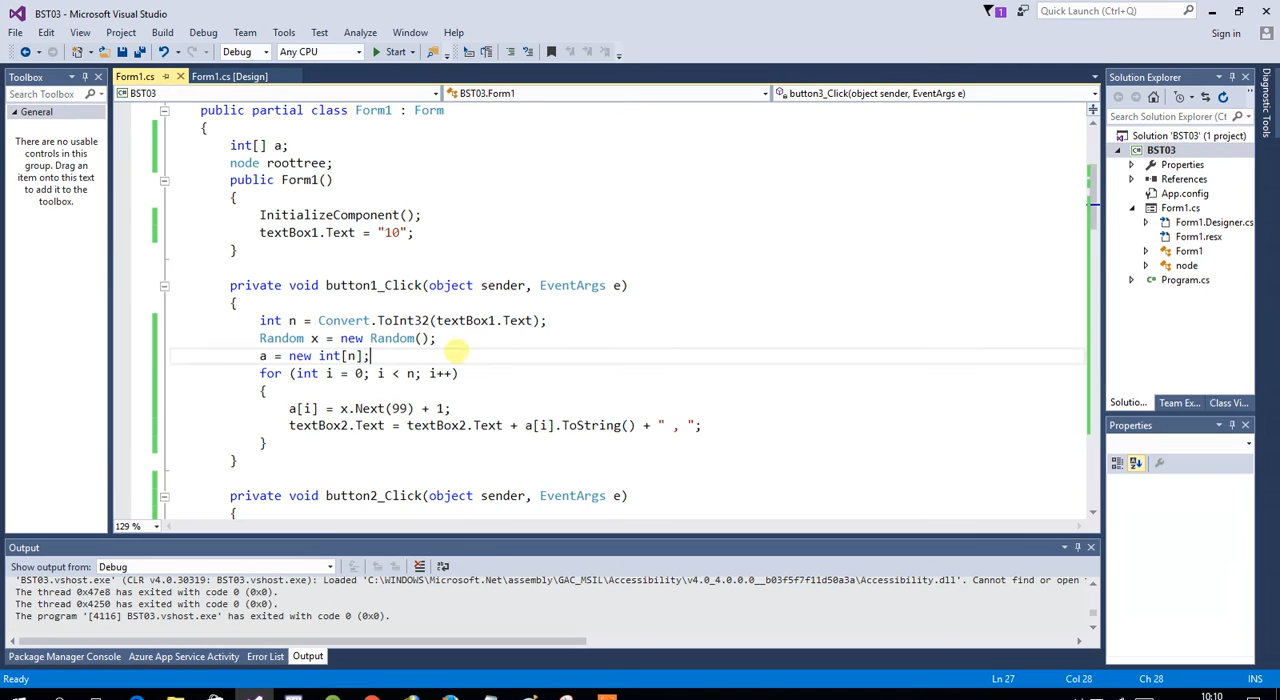 BST03 - Microsoft Visual Studio
1
Quick Launch (Ctrl+Q)
File Edit View Project Build Debug Team Tools Test Analyze Window Help
Sign in
Debug Any CPU Start
Toolbox
Form1.cs
Form1.cs [Design]
Solution Explorer
Search Toolbox
BST03
BST03.Form1
button3_Click(object sender, EventArgs e)
General
There are no usable
controls in this
group. Drag an
item onto this text
to add it to the
toolbox.
public partial class Form1 : Form
{
int[] a;
node roottree;
public Form1()
{
InitializeComponent();
textBox1.Text = "10";
}
private void button1_Click(object sender, EventArgs e)
{
int n = Convert.ToInt32(textBox1.Text);
Random x = new Random();
a = new int[n];
for (int i = 0; i < n; i++)
{
a[i] = x.Next(99) + 1;
textBox2.Text = textBox2.Text + a[i].ToString() + " , ";
}
}
private void button2_Click(object sender, EventArgs e)
{
129 %
Search Solution Explorer (Ct
Solution 'BST03' (1 project)
BST03
Properties
References
App.config
Form1.cs
Form1.Designer.cs
Form1.resx
Form1
node
Program.cs
Solutio... Team Ex... Class Vi...
Properties
Diagnostic Tools
Output
Show output from: Debug
'BST03.vshost.exe' (CLR v4.0.30319: BST03.vshost.exe): Loaded 'C:\WINDOWS\Microsoft.Net\assembly\GAC_MSIL\Accessibility\v4.0_4.0.0.0__b03f5f7f11d50a3a\Accessibility.dll'. Cannot find or open
The thread 0x47e8 has exited with code 0 (0x0).
The thread 0x4250 has exited with code 0 (0x0).
The program '[4116] BST03.vshost.exe' has exited with code 0 (0x0).
Package Manager Console Azure App Service Activity Error List Output
Ready
Ln 27 Col 28 Ch 28 INS
10:10